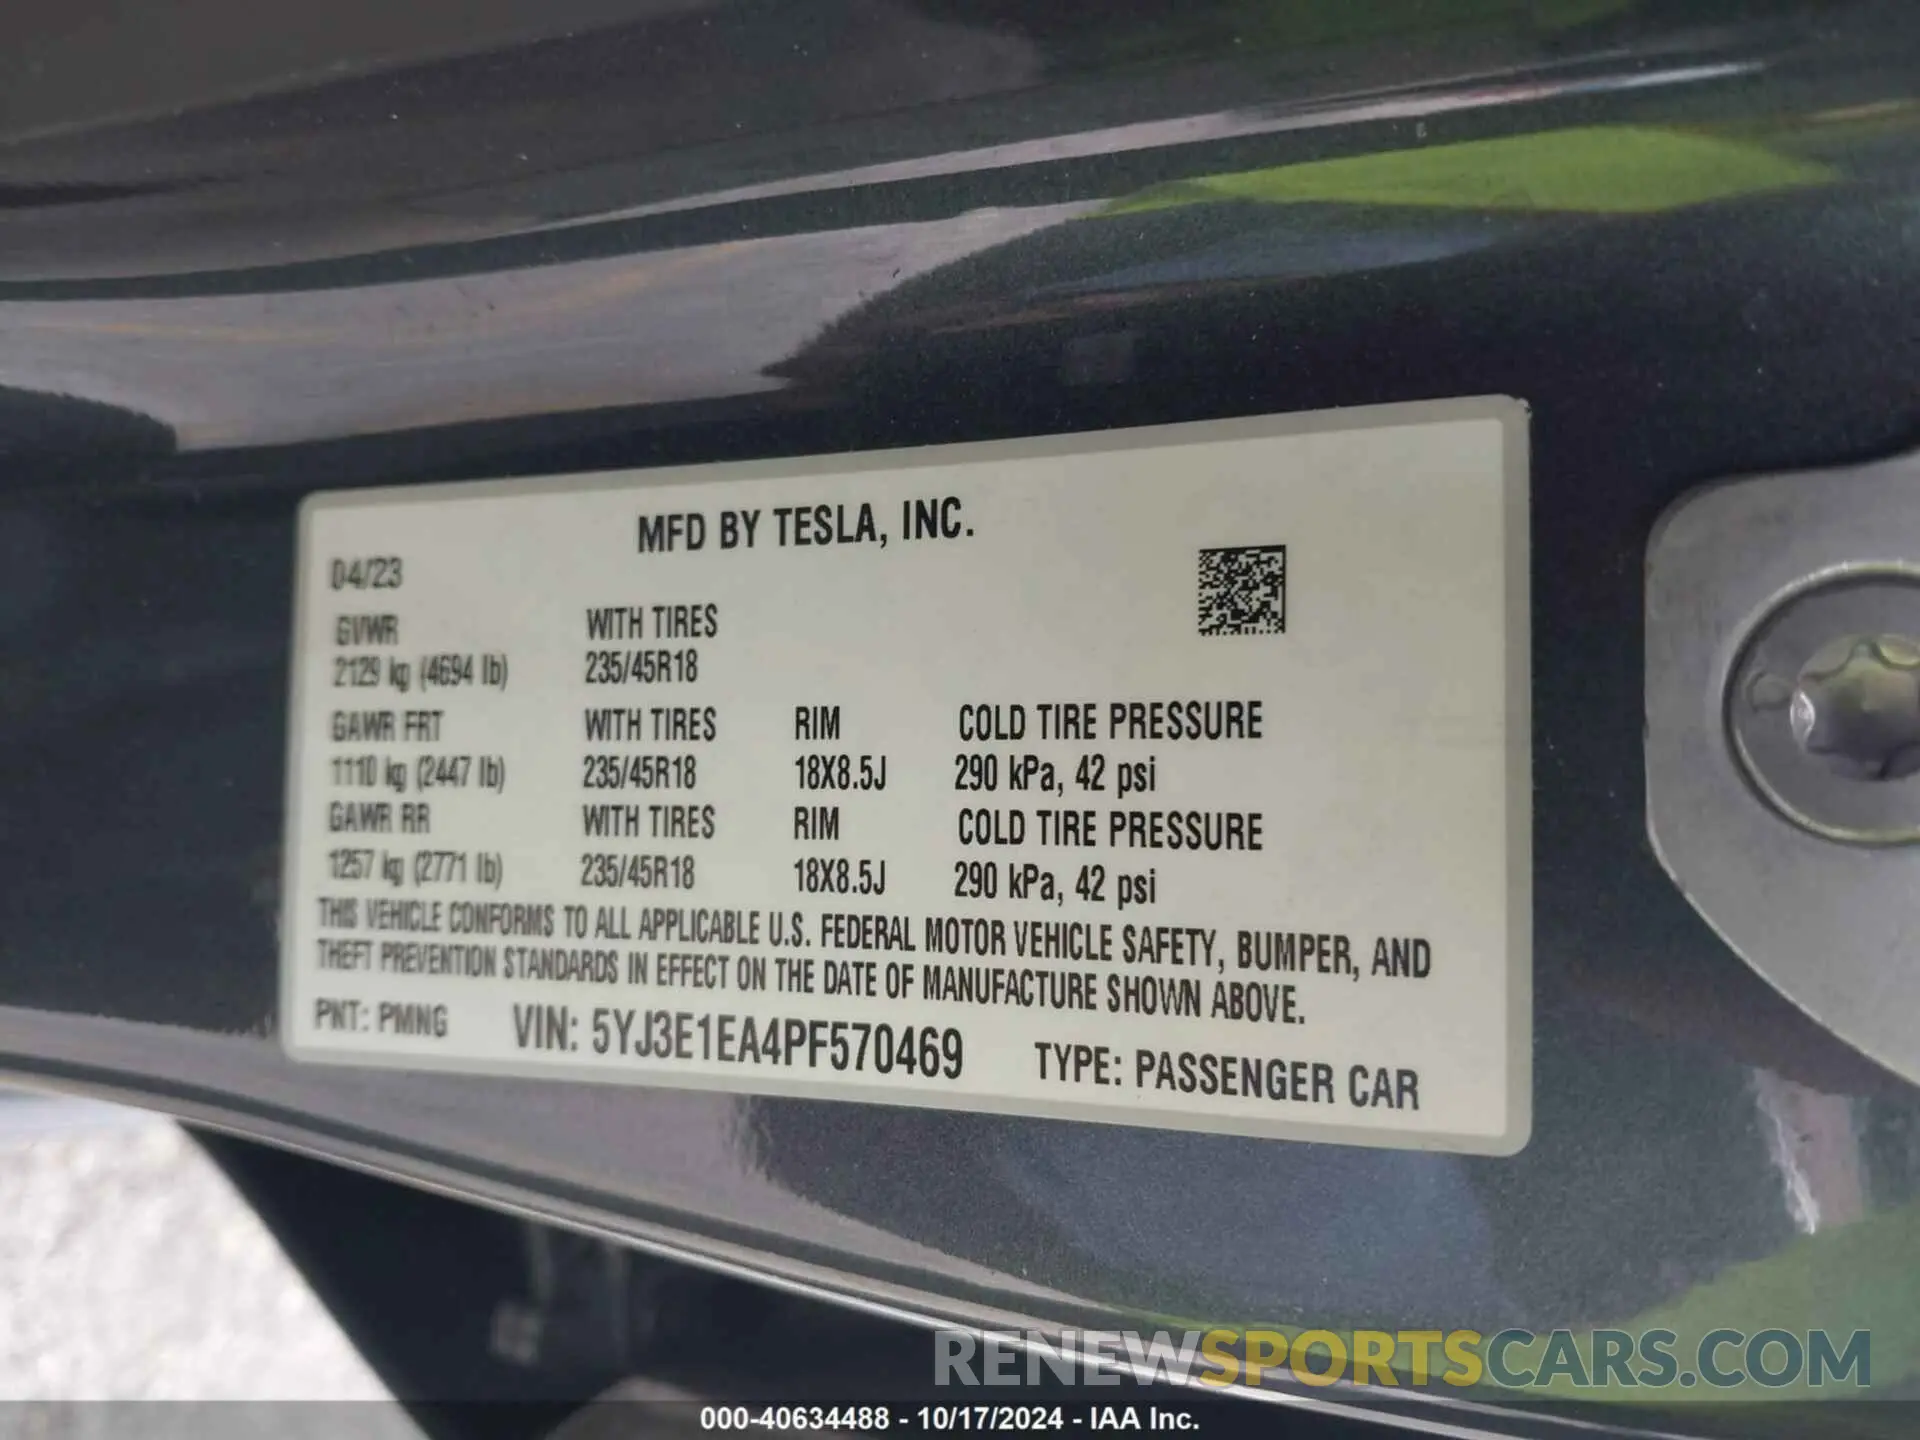 MFD BY TESLA, INC.
04/23
GVWR WITH TIRES
2129 kg (4694 lb) 235/45R18
GAWR FRT WITH TIRES RIM COLD TIRE PRESSURE
1110 kg (2447 lb) 235/45R18 18X8.5J 290 kPa, 42 psi
GAWR RR WITH TIRES RIM COLD TIRE PRESSURE
1257 kg (2771 lb) 235/45R18 18X8.5J 290 kPa, 42 psi
THIS VEHICLE CONFORMS TO ALL APPLICABLE U.S. FEDERAL MOTOR VEHICLE SAFETY, BUMPER, AND
THEFT PREVENTION STANDARDS IN EFFECT ON THE DATE OF MANUFACTURE SHOWN ABOVE.
PNT: PMNG VIN: 5YJ3E1EA4PF570469 TYPE: PASSENGER CAR
RENEWSPORTSCARS.COM
000-40634488 - 10/17/2024 - IAA Inc.